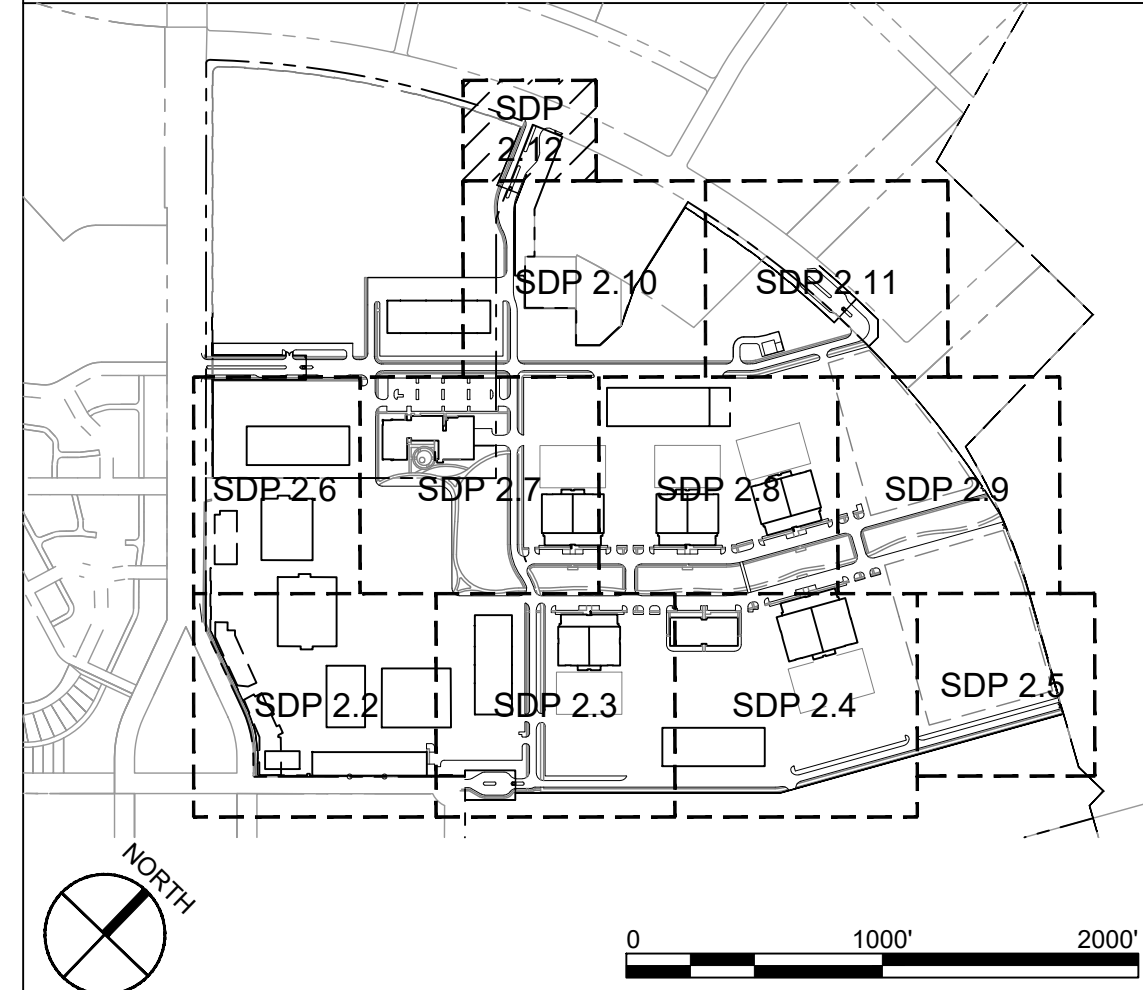 SDP
2.12
SDP 2.10
SDP 2.11
SDP 2.6
SDP 2.7
SDP 2.8
SDP 2.9
SDP 2.2
SDP 2.3
SDP 2.4
SDP 2.5
NORTH
0 1000' 2000'